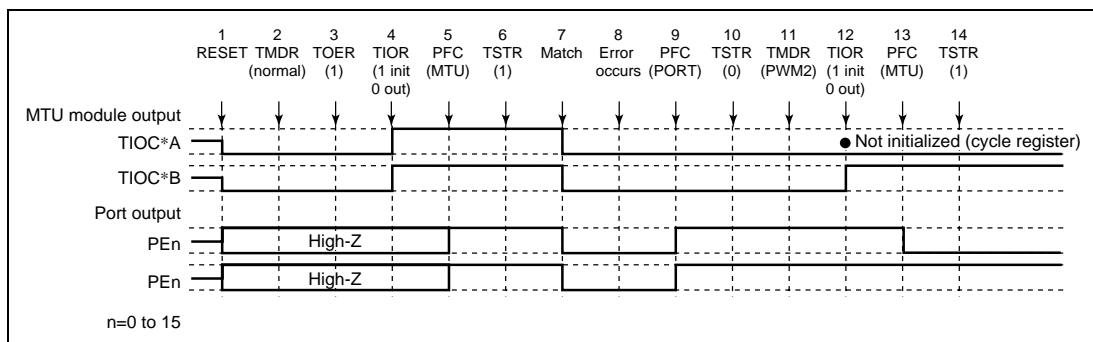 1 2 3 4 5 6 7 8 9 10 11 12 13 14
RESET TMDR TOER TIOR PFC TSTR Match Error PFC TSTR TMDR TIOR PFC TSTR
(normal) (1) (1 init (MTU) (1) occurs (PORT) (0) (PWM2) (1 init (MTU) (1)
0 out) 0 out)
MTU module output
TIOC*A ● Not initialized (cycle register)
TIOC*B
Port output
PEn High-Z
PEn High-Z
n=0 to 15